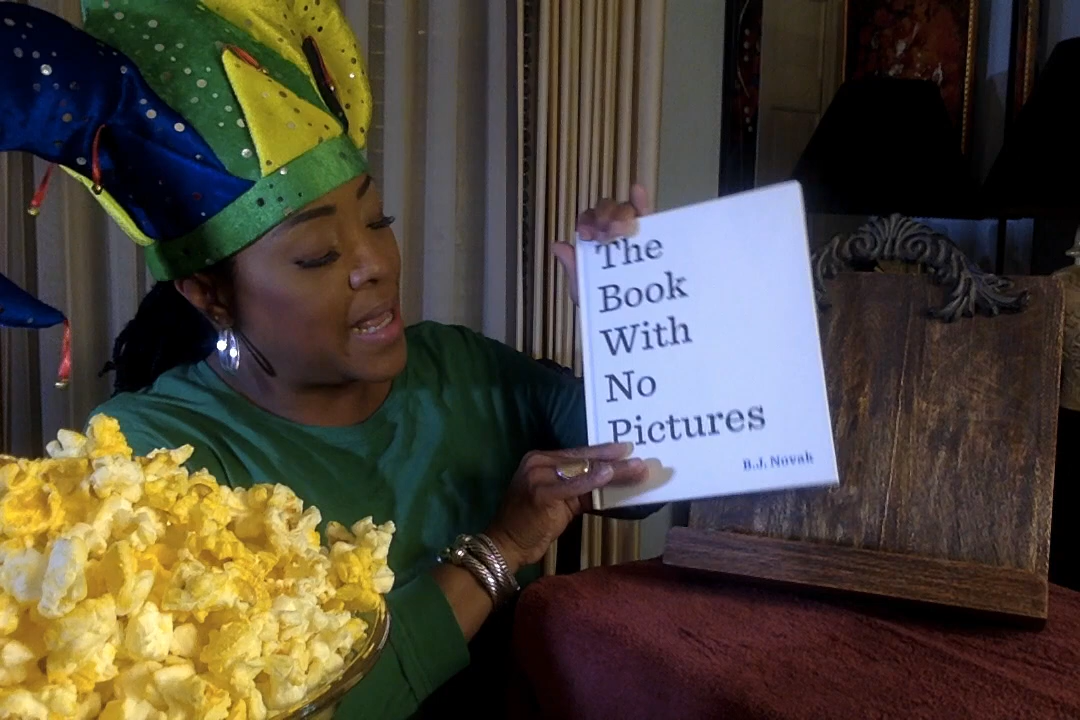 The
Book
With
No
Pictures
B.J. Novak